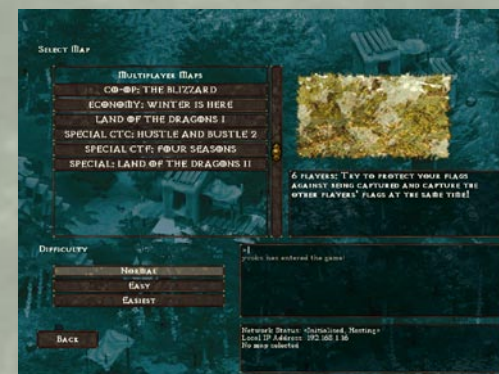 Select Map
Multiplayer Maps
CO-OP: THE BLIZZARD
ECONOMY: WINTER IS HERE
LAND OF THE DRAGONS I
SPECIAL CTC: HUSTLE AND BUSTLE 2
SPECIAL CTF: FOUR SEASONS
SPECIAL: LAND OF THE DRAGONS II
6 players: Try to protect your flags
against being captured and capture the
other players' flags at the same time!
Difficulty
Normal
Easy
Easiest
has entered the game!
Back
Network Status: <Initialised, Hosting>
Local IP Address: 192.168.1.16
No map selected